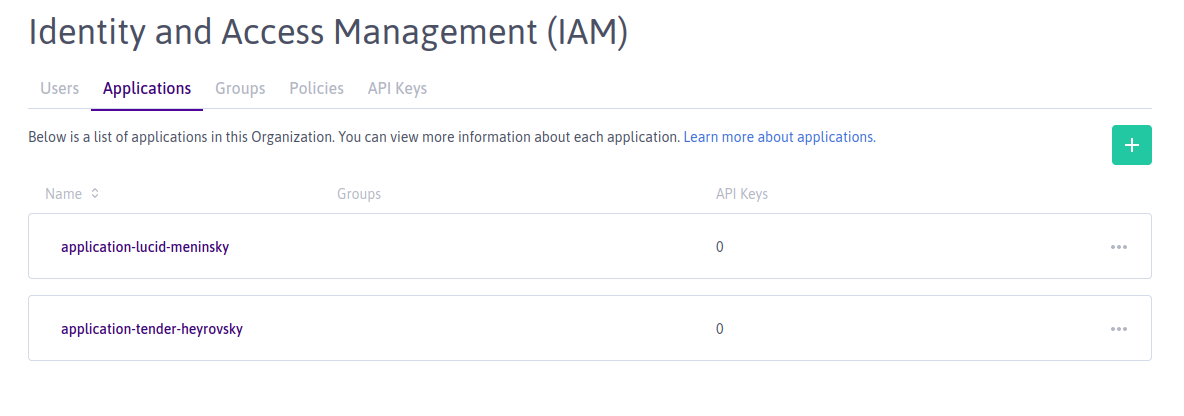 Identity and Access Management (IAM)
Users Applications Groups Policies API Keys
Below is a list of applications in this Organization. You can view more information about each application. Learn more about applications.
Name Groups API Keys
application-lucid-meninsky 0
application-tender-heyrovsky 0